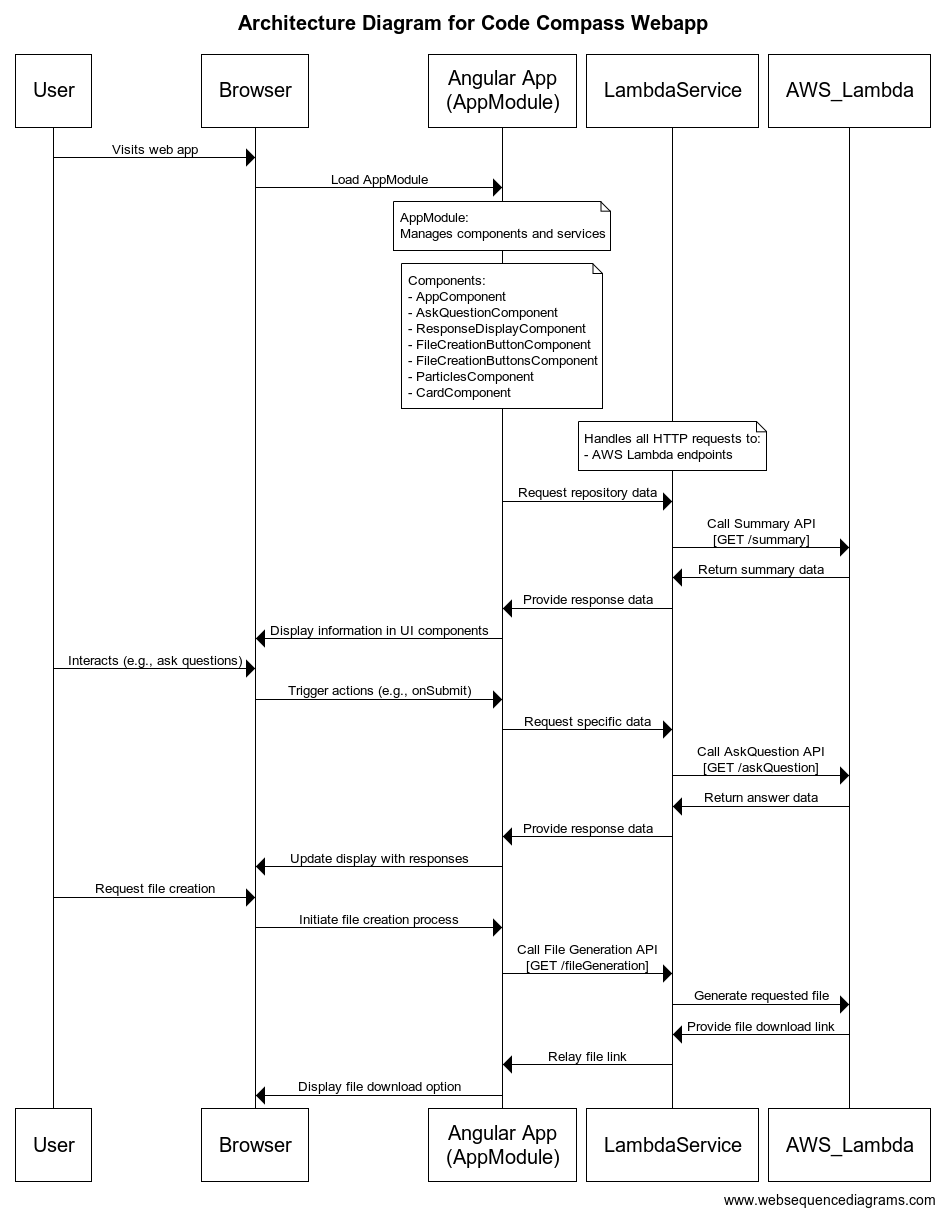 Architecture Diagram for Code Compass Webapp
User
Browser
Angular App
(AppModule)
LambdaService
AWS_Lambda
Visits web app
Load AppModule
AppModule:
Manages components and services
Components:
- AppComponent
- AskQuestionComponent
- ResponseDisplayComponent
- FileCreationButtonComponent
- FileCreationButtonsComponent
- ParticlesComponent
- CardComponent
Handles all HTTP requests to:
- AWS Lambda endpoints
Request repository data
Call Summary API
[GET /summary]
Return summary data
Provide response data
Display information in UI components
Interacts (e.g., ask questions)
Trigger actions (e.g., onSubmit)
Request specific data
Call AskQuestion API
[GET /askQuestion]
Return answer data
Provide response data
Update display with responses
Request file creation
Initiate file creation process
Call File Generation API
[GET /fileGeneration]
Generate requested file
Provide file download link
Relay file link
Display file download option
User
Browser
Angular App
(AppModule)
LambdaService
AWS_Lambda
www.websequencediagrams.com